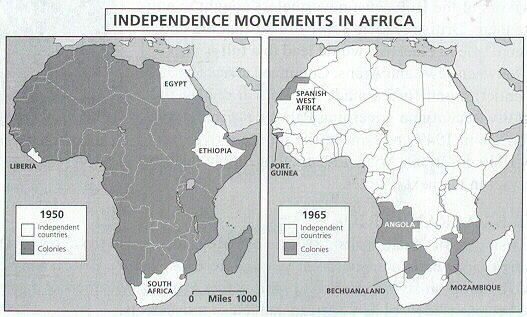 INDEPENDENCE MOVEMENTS IN AFRICA
EGYPT
ETHIOPIA
LIBERIA
1950
Independent
countries
Colonies
SOUTH
AFRICA
0 Miles 1000
SPANISH
WEST
AFRICA
PORT.
GUINEA
1965
Independent
countries
Colonies
ANGOLA
BECHUANALAND
MOZAMBIQUE